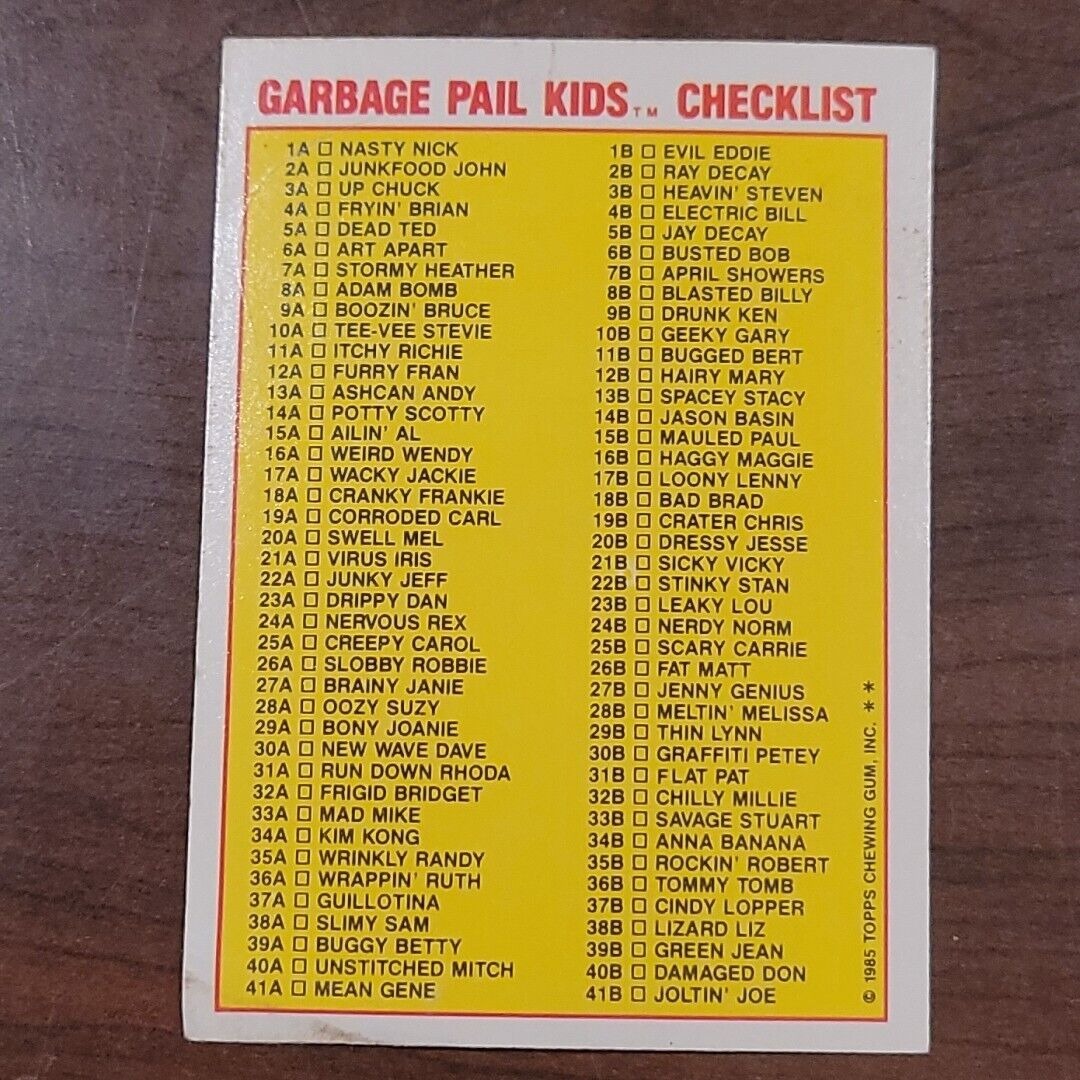 GARBAGE PAIL KIDS™ CHECKLIST
1A □ NASTY NICK
2A □ JUNKFOOD JOHN
3A □ UP CHUCK
4A □ FRYIN' BRIAN
5A □ DEAD TED
6A □ ART APART
7A □ STORMY HEATHER
8A □ ADAM BOMB
9A □ BOOZIN' BRUCE
10A □ TEE-VEE STEVIE
11A □ ITCHY RICHIE
12A □ FURRY FRAN
13A □ ASHCAN ANDY
14A □ POTTY SCOTTY
15A □ AILIN' AL
16A □ WEIRD WENDY
17A □ WACKY JACKIE
18A □ CRANKY FRANKIE
19A □ CORRODED CARL
20A □ SWELL MEL
21A □ VIRUS IRIS
22A □ JUNKY JEFF
23A □ DRIPPY DAN
24A □ NERVOUS REX
25A □ CREEPY CAROL
26A □ SLOBBY ROBBIE
27A □ BRAINY JANIE
28A □ OOZY SUZY
29A □ BONY JOANIE
30A □ NEW WAVE DAVE
31A □ RUN DOWN RHODA
32A □ FRIGID BRIDGET
33A □ MAD MIKE
34A □ KIM KONG
35A □ WRINKLY RANDY
36A □ WRAPPIN' RUTH
37A □ GUILLOTINA
38A □ SLIMY SAM
39A □ BUGGY BETTY
40A □ UNSTITCHED MITCH
41A □ MEAN GENE
1B □ EVIL EDDIE
2B □ RAY DECAY
3B □ HEAVIN' STEVEN
4B □ ELECTRIC BILL
5B □ JAY DECAY
6B □ BUSTED BOB
7B □ APRIL SHOWERS
8B □ BLASTED BILLY
9B □ DRUNK KEN
10B □ GEEKY GARY
11B □ BUGGED BERT
12B □ HAIRY MARY
13B □ SPACEY STACY
14B □ JASON BASIN
15B □ MAULED PAUL
16B □ HAGGY MAGGIE
17B □ LOONY LENNY
18B □ BAD BRAD
19B □ CRATER CHRIS
20B □ DRESSY JESSE
21B □ SICKY VICKY
22B □ STINKY STAN
23B □ LEAKY LOU
24B □ NERDY NORM
25B □ SCARY CARRIE
26B □ FAT MATT
27B □ JENNY GENIUS
28B □ MELTIN' MELISSA
29B □ THIN LYNN
30B □ GRAFFITI PETEY
31B □ FLAT PAT
32B □ CHILLY MILLIE
33B □ SAVAGE STUART
34B □ ANNA BANANA
35B □ ROCKIN' ROBERT
36B □ TOMMY TOMB
37B □ CINDY LOPPER
38B □ LIZARD LIZ
39B □ GREEN JEAN
40B □ DAMAGED DON
41B □ JOLTIN' JOE
© 1985 TOPPS CHEWING GUM, INC. * *